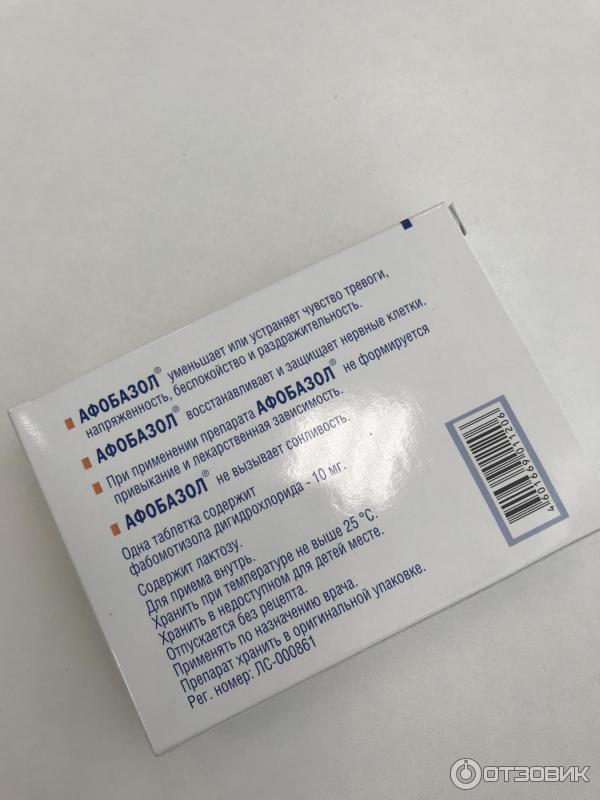 АФОБАЗОЛ® уменьшает или устраняет чувство тревоги,
напряженность, беспокойство и раздражительность.
АФОБАЗОЛ® восстанавливает и защищает нервные клетки.
При применении препарата АФОБАЗОЛ® не формируется
привыкание и лекарственная зависимость.
АФОБАЗОЛ® не вызывает сонливость.
Одна таблетка содержит
фабомотизола дигидрохлорида - 10 мг.
Содержит лактозу.
Для приема внутрь.
Хранить при температуре не выше 25 °С.
Хранить в недоступном для детей месте.
Отпускается без рецепта.
Применять по назначению врача.
Препарат хранить в оригинальной упаковке.
Рег. номер: ЛС-000861
4601669011206
ОТЗОВИК